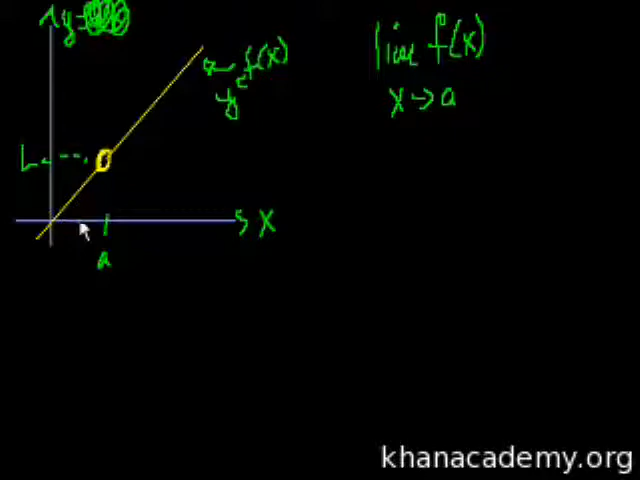 y=
y=f(x)
lim f(x)
x→a
L
x
a
khanacademy.org